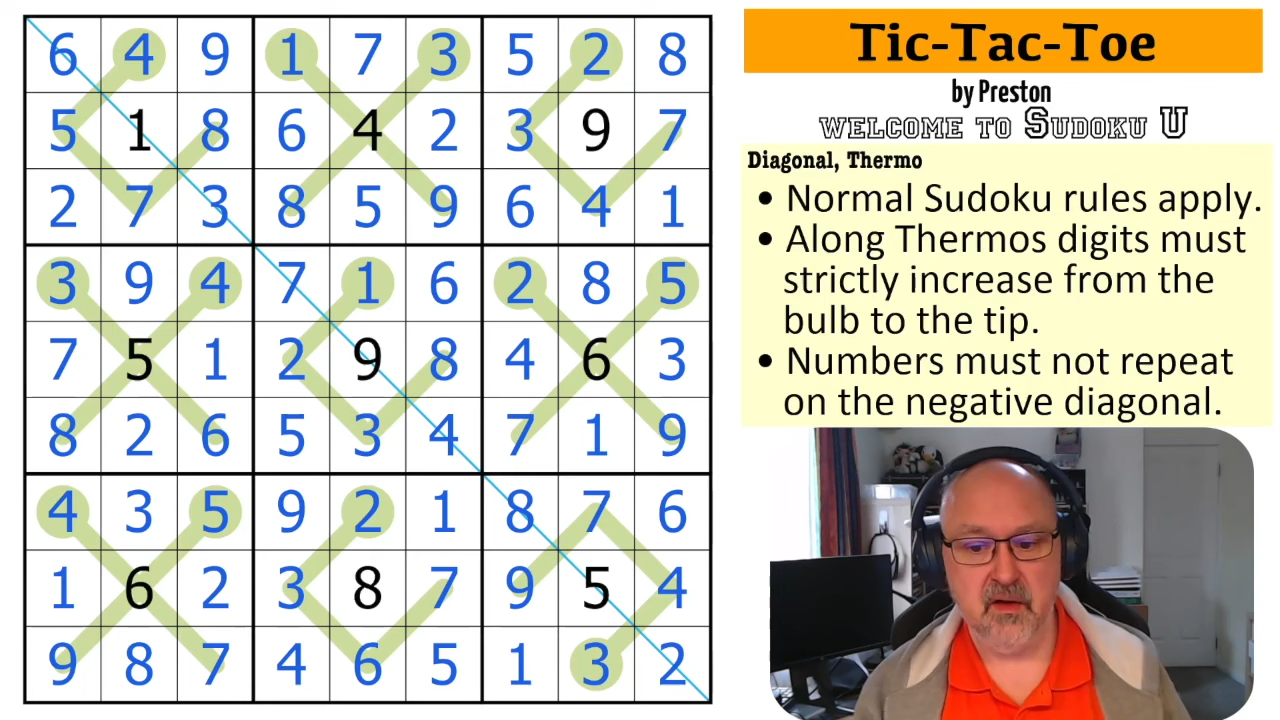 6 4 9 1 7 3 5 2 8
5 1 8 6 4 2 3 9 7
2 7 3 8 5 9 6 4 1
3 9 4 7 1 6 2 8 5
7 5 1 2 9 8 4 6 3
8 2 6 5 3 4 7 1 9
4 3 5 9 2 1 8 7 6
1 6 2 3 8 7 9 5 4
9 8 7 4 6 5 1 3 2
Tic-Tac-Toe
by Preston
WELCOME TO SUDOKU U
Diagonal, Thermo
• Normal Sudoku rules apply.
• Along Thermos digits must
strictly increase from the
bulb to the tip.
• Numbers must not repeat
on the negative diagonal.